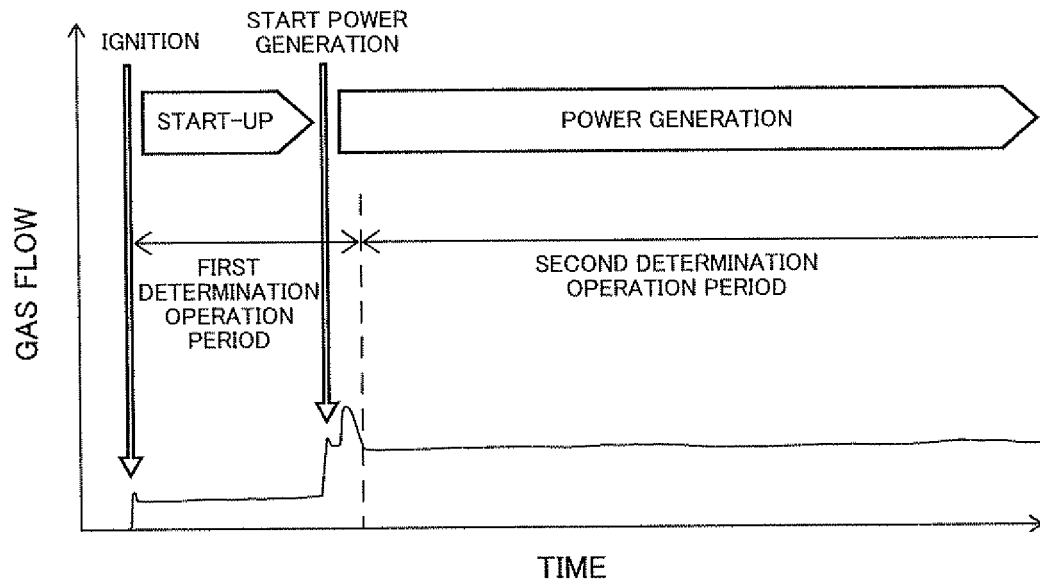 IGNITION
START POWER
GENERATION
START-UP
POWER GENERATION
GAS FLOW
FIRST
DETERMINATION
OPERATION
PERIOD
SECOND DETERMINATION
OPERATION PERIOD
TIME